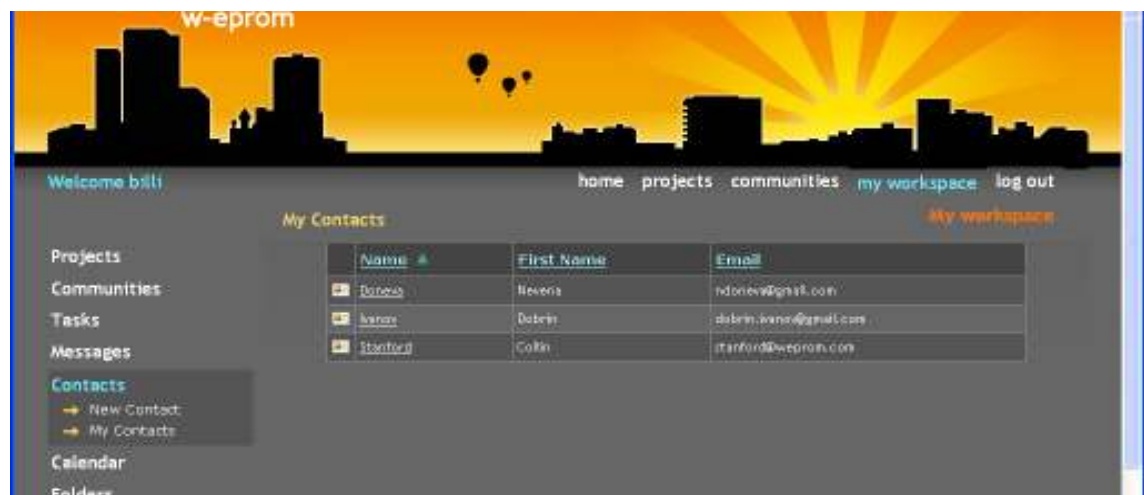 w-eprom
Welcome billi
home projects communities my workspace log out
My Contacts
My workspace
Projects
Communities
Tasks
Messages
Contacts
New Contact
My Contacts
Calendar
Folders
Name First Name Email
Doneva Nevena ndoneva@gmail.com
Ivanov Dobrin dobrin.ivanov@gmail.com
Stanford Collin stanford@weprom.com